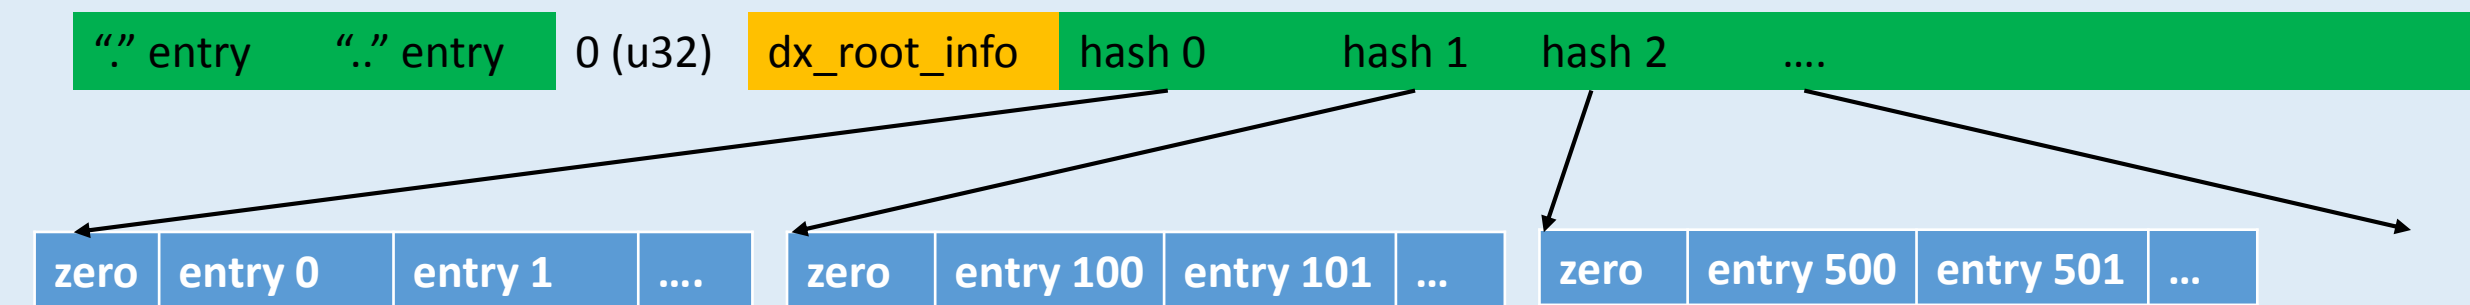 “.” entry “..” entry 0 (u32) dx_root_info hash 0 hash 1 hash 2 ....
zero entry 0 entry 1 .... zero entry 100 entry 101 ... zero entry 500 entry 501 ...